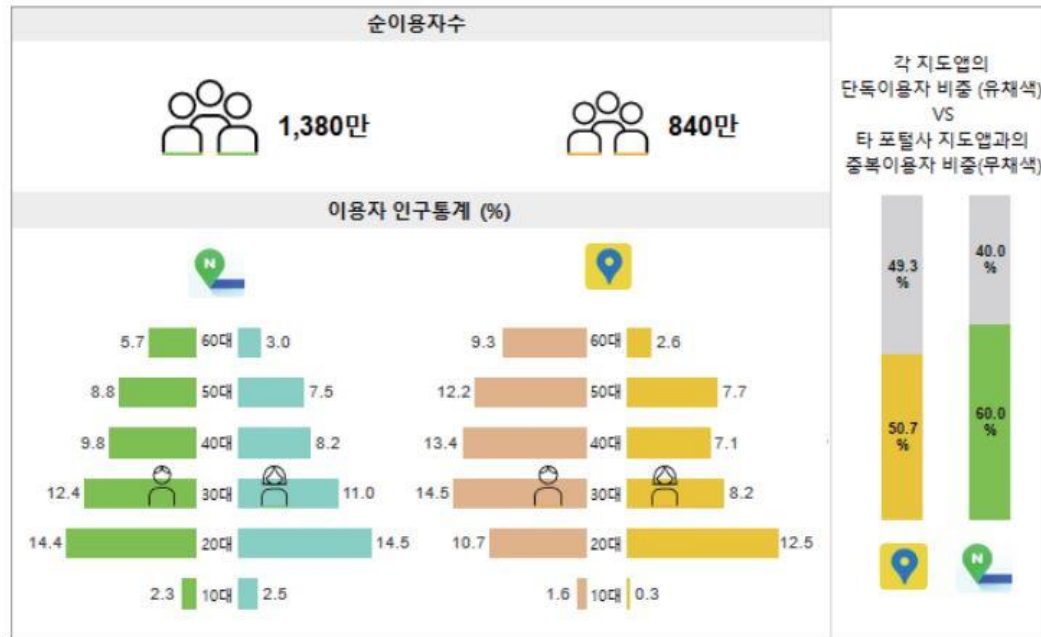 순이용자수
1,380만
840만
이용자 인구통계 (%)
N
5.7 60대 3.0
8.8 50대 7.5
9.8 40대 8.2
12.4 30대 11.0
14.4 20대 14.5
2.3 10대 2.5
9.3 60대 2.6
12.2 50대 7.7
13.4 40대 7.1
14.5 30대 8.2
10.7 20대 12.5
1.6 10대 0.3
각 지도앱의
단독이용자 비중 (유채색)
VS
타 포털사 지도앱과의
중복이용자 비중(무채색)
49.3
%
50.7
%
40.0
%
60.0
%
N